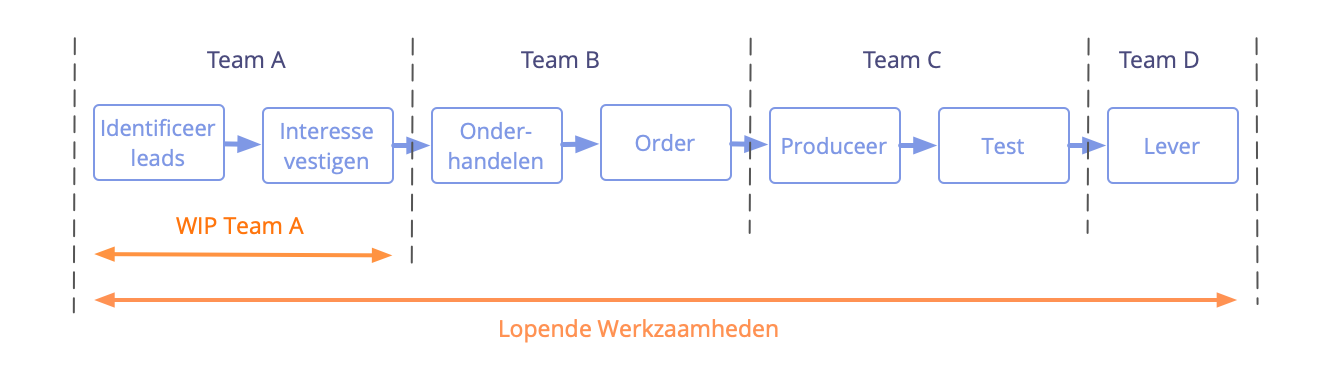 Team A
Team B
Team C
Team D
Identificeer
leads
Interesse
vestigen
Onder-
handelen
Order
Produceer
Test
Lever
WIP Team A
Lopende Werkzaamheden